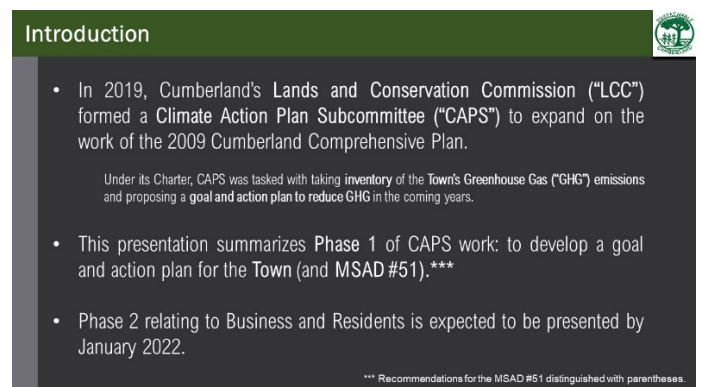 Introduction
• In 2019, Cumberland's Lands and Conservation Commission ("LCC")
formed a Climate Action Plan Subcommittee ("CAPS") to expand on the
work of the 2009 Cumberland Comprehensive Plan.
Under its Charter, CAPS was tasked with taking inventory of the Town's Greenhouse Gas ("GHG") emissions
and proposing a goal and action plan to reduce GHG in the coming years.
• This presentation summarizes Phase 1 of CAPS work: to develop a goal
and action plan for the Town (and MSAD #51).***
• Phase 2 relating to Business and Residents is expected to be presented by
January 2022.
*** Recommendations for the MSAD #51 distinguished with parentheses.